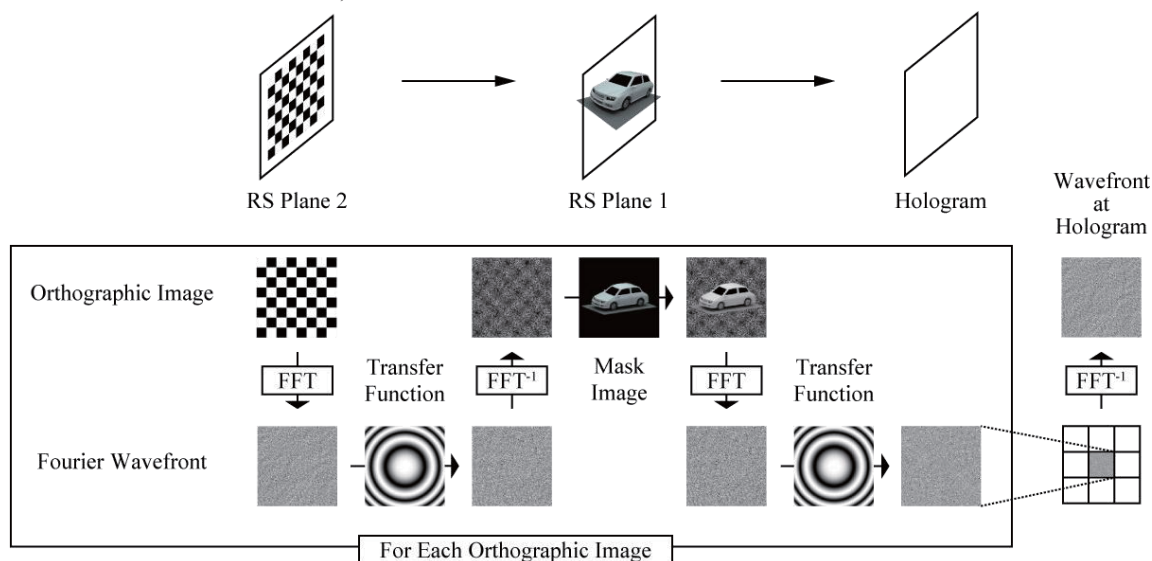 RS Plane 2
RS Plane 1
Hologram
Wavefront
at
Hologram
Orthographic Image
FFT
Transfer
Function
FFT-1
Mask
Image
FFT
Transfer
Function
FFT-1
Fourier Wavefront
For Each Orthographic Image